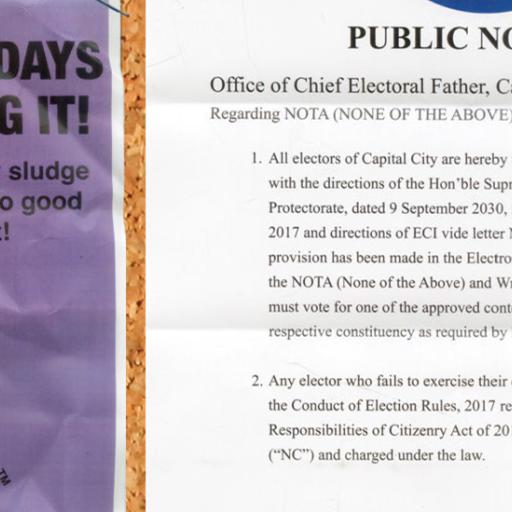 DAYS
G IT!
sludge
o good
!
TM
PUBLIC NO
Office of Chief Electoral Father, Ca
Regarding NOTA (NONE OF THE ABOVE)
1. All electors of Capital City are hereby
with the directions of the Hon'ble Supr
Protectorate, dated 9 September 2030,
2017 and directions of ECI vide letter
provision has been made in the Electro
the NOTA (None of the Above) and Wr
must vote for one of the approved cont
respective constituency as required by
2. Any elector who fails to exercise their
the Conduct of Election Rules, 2017 re
Responsibilities of Citizenry Act of 20
("NC") and charged under the law.